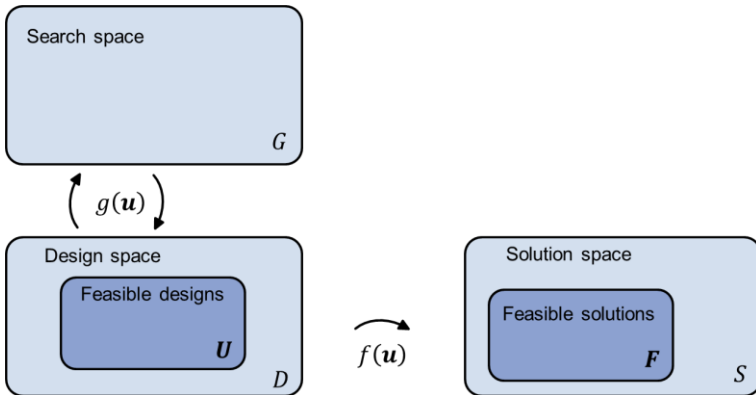 Search space
G
g(u)
Design space
Feasible designs
U
D
f(u)
Solution space
Feasible solutions
F
S